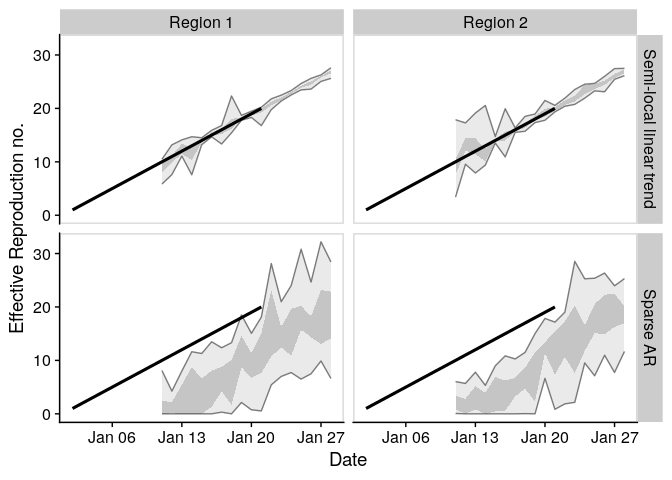 Region 1
Region 2
Effective Reproduction no.
30
20
10
0
Semi-local linear trend
30
20
10
0
Sparse AR
Jan 06
Jan 13
Jan 20
Jan 27
Jan 06
Jan 13
Jan 20
Jan 27
Date